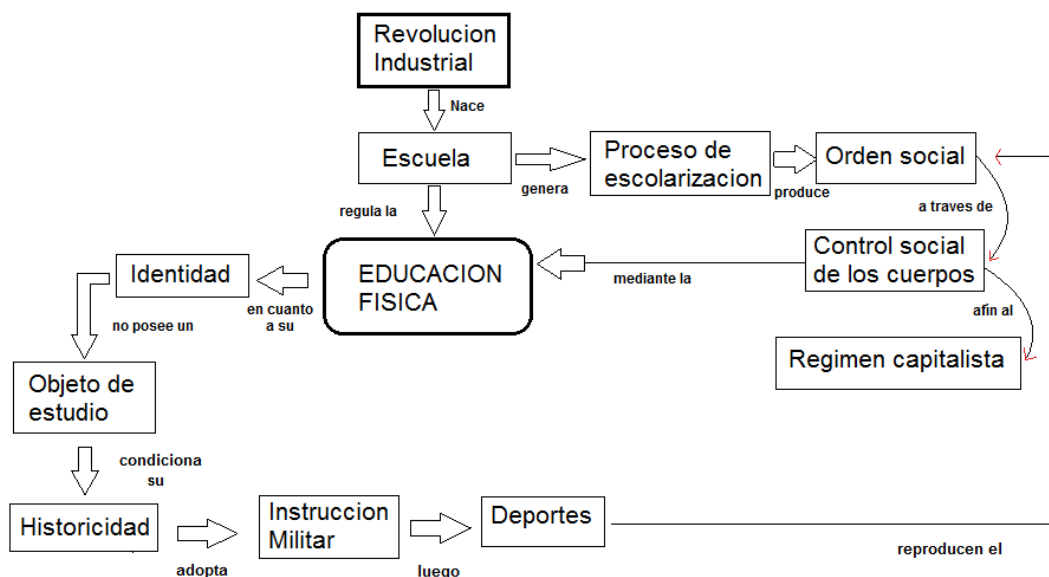 Revolucion
Industrial
Nace
Escuela
genera
Proceso de
escolarizacion
produce
Orden social
regula la
a traves de
EDUCACION
FISICA
mediante la
Control social
de los cuerpos
Identidad
en cuanto
a su
no posee un
afin al
Regimen capitalista
Objeto de
estudio
condiciona
su
Historicidad
adopta
Instruccion
Militar
luego
Deportes
reproducen el